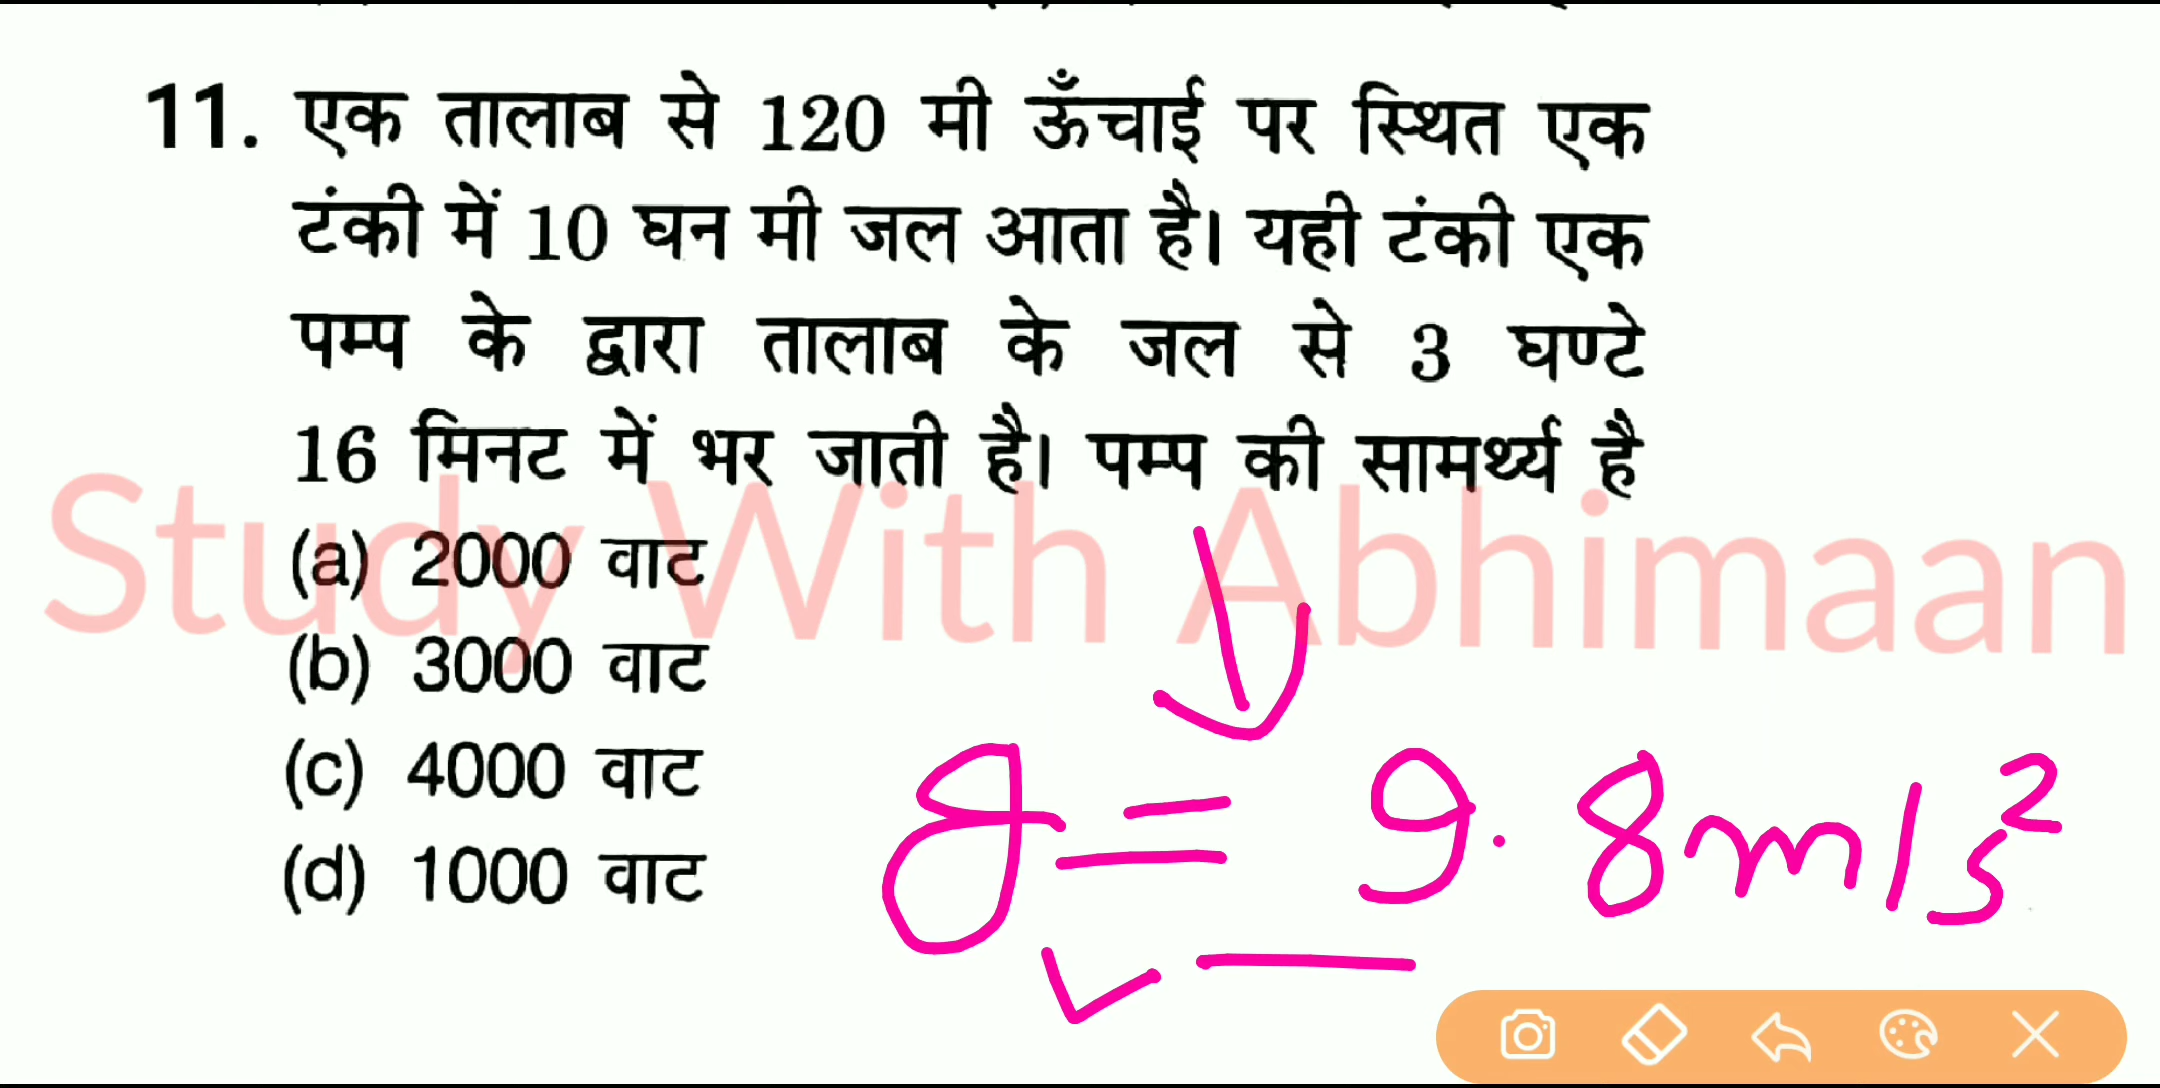 11. एक तालाब से 120 मी ऊँचाई पर स्थित एक
टंकी में 10 घन मी जल आता है। यही टंकी एक
पम्प के द्वारा तालाब के जल से 3 घण्टे
16 मिनट में भर जाती है। पम्प की सामर्थ्य है
Study With Abhimaan
(a) 2000 वाट
(b) 3000 वाट
(c) 4000 वाट
(d) 1000 वाट
g = 9.8m/s²